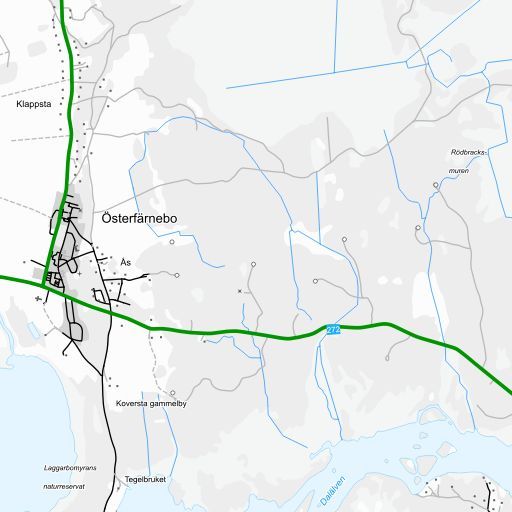 Klappsta
Rödbracks-
muren
Österfärnebo
Ås
272
Koversta gammelby
Laggarbomyrans
naturreservat
Tegelbruket
Dalälven